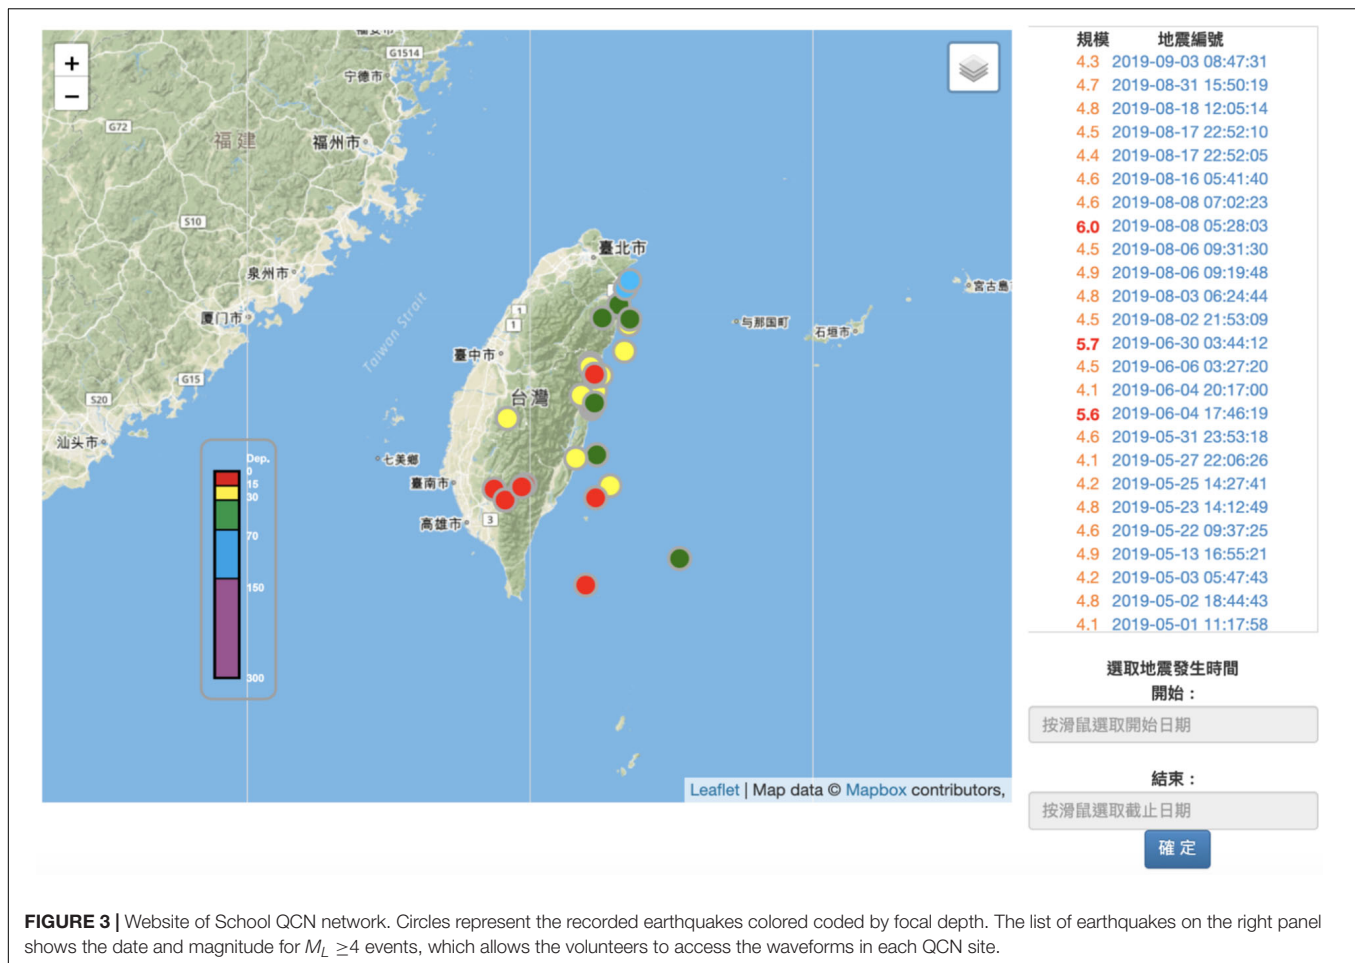 +
−
福安市
G1514
宁德市
G72
福建
福州市
S10
泉州市
臺北市
厦门市
Taiwan Strait
1
1
与那国町
石垣市
宮古島
臺中市
G15
S20
台灣
汕头市
七美鄉
臺南市
高雄市
3
Dep.
0
15
30
70
150
300
Leaflet | Map data © Mapbox contributors,
規模 地震編號
4.3 2019-09-03 08:47:31
4.7 2019-08-31 15:50:19
4.8 2019-08-18 12:05:14
4.5 2019-08-17 22:52:10
4.4 2019-08-17 22:52:05
4.6 2019-08-16 05:41:40
4.6 2019-08-08 07:02:23
6.0 2019-08-08 05:28:03
4.5 2019-08-06 09:31:30
4.9 2019-08-06 09:19:48
4.8 2019-08-03 06:24:44
4.5 2019-08-02 21:53:09
5.7 2019-06-30 03:44:12
4.5 2019-06-06 03:27:20
4.1 2019-06-04 20:17:00
5.6 2019-06-04 17:46:19
4.6 2019-05-31 23:53:18
4.1 2019-05-27 22:06:26
4.2 2019-05-25 14:27:41
4.8 2019-05-23 14:12:49
4.6 2019-05-22 09:37:25
4.9 2019-05-13 16:55:21
4.2 2019-05-03 05:47:43
4.8 2019-05-02 18:44:43
4.1 2019-05-01 11:17:58
選取地震發生時間
開始：
按滑鼠選取開始日期
結束：
按滑鼠選取截止日期
確 定
FIGURE 3 | Website of School QCN network. Circles represent the recorded earthquakes colored coded by focal depth. The list of earthquakes on the right panel
shows the date and magnitude for M_L ≥4 events, which allows the volunteers to access the waveforms in each QCN site.